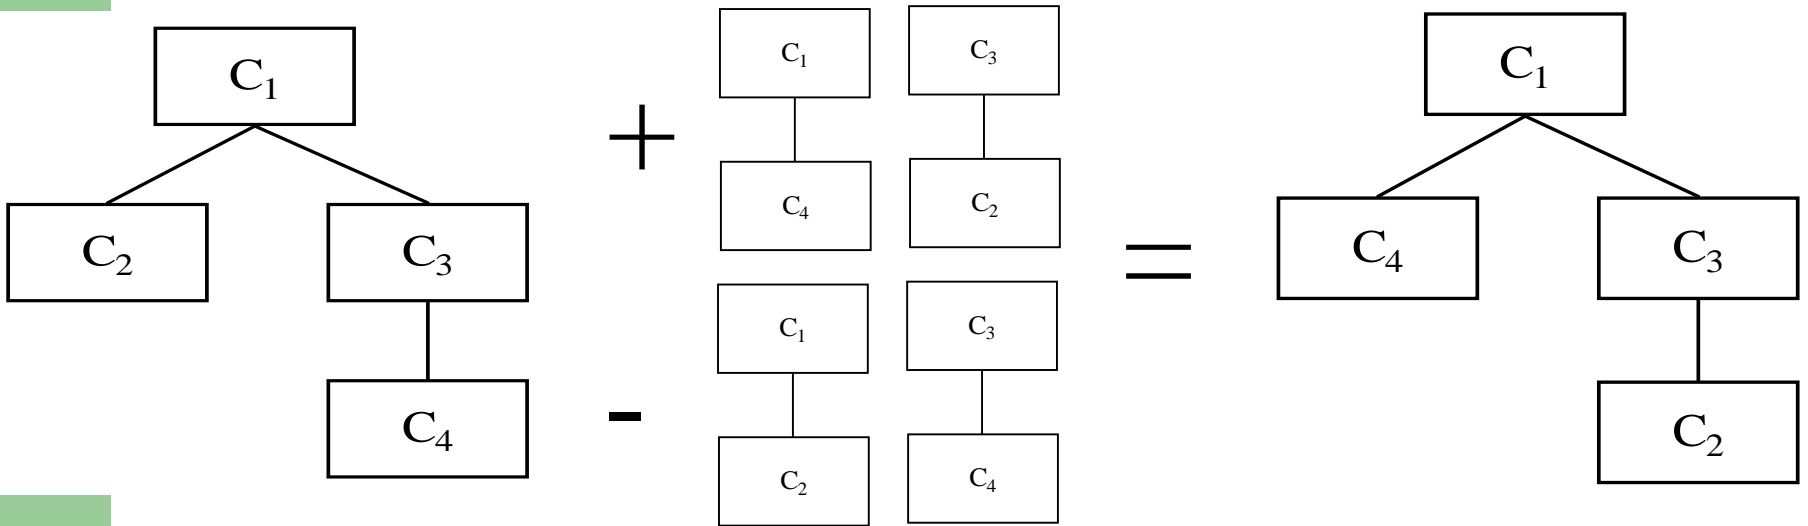 C₁
C₂ C₃
C₄
+
C₁ C₃
C₄ C₂
-
C₁ C₃
C₂ C₄
=
C₁
C₄ C₃
C₂